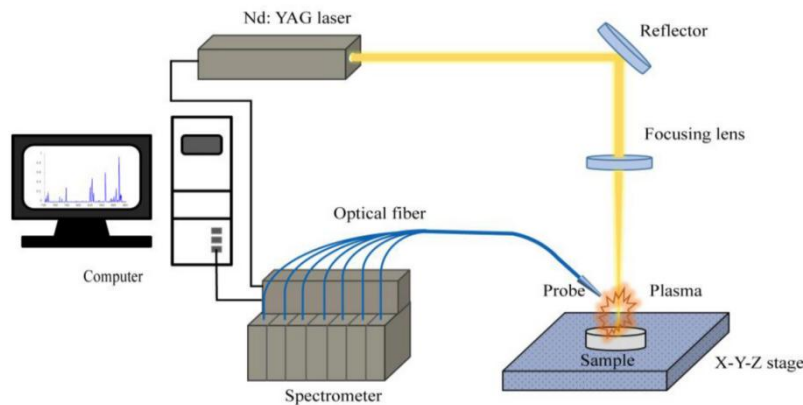 Nd: YAG laser
Reflector
Focusing lens
Optical fiber
Computer
Probe
Plasma
Sample
X-Y-Z stage
Spectrometer